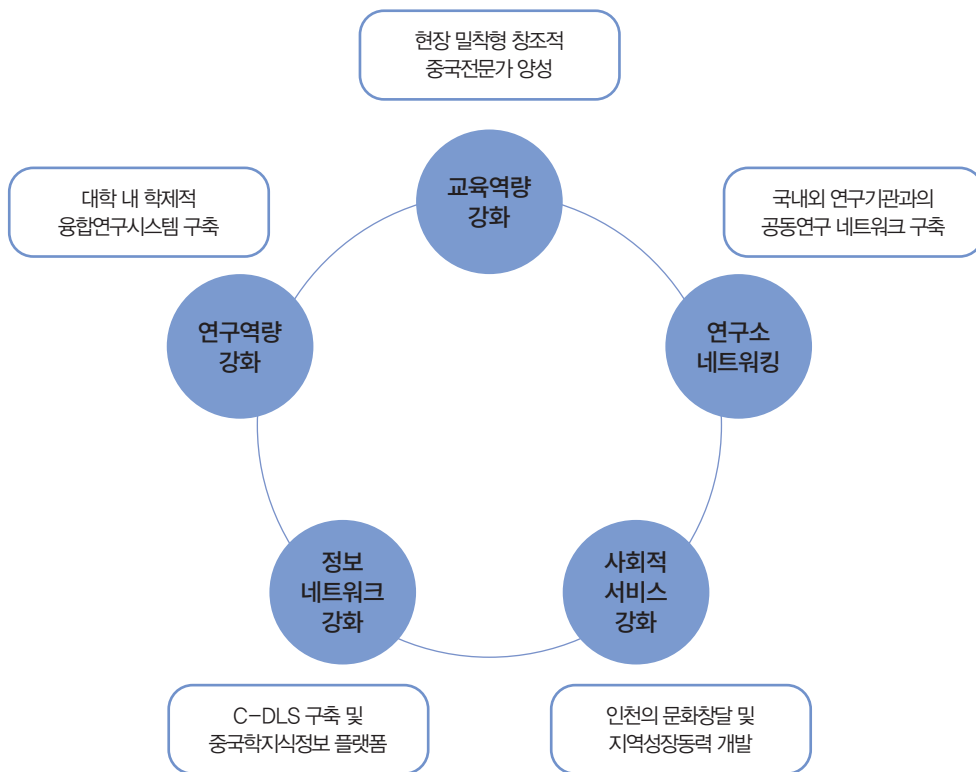 현장 밀착형 창조적
중국전문가 양성
교육역량
강화
대학 내 학제적
융합연구시스템 구축
국내외 연구기관과의
공동연구 네트워크 구축
연구역량
강화
연구소
네트워킹
정보
네트워크
강화
사회적
서비스
강화
C-DLS 구축 및
중국학지식정보 플랫폼
인천의 문화창달 및
지역성장동력 개발